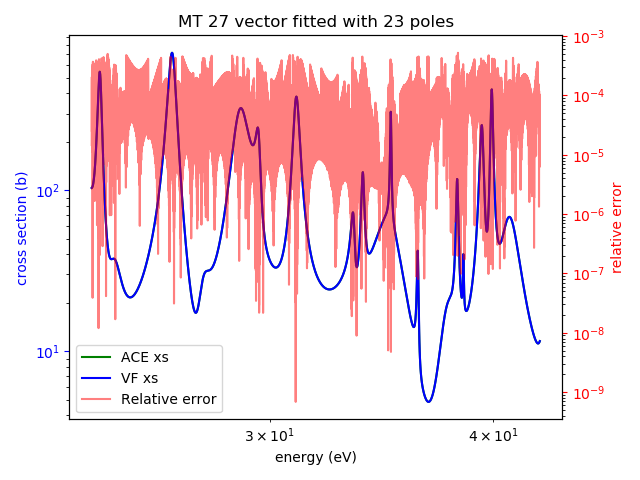 MT 27 vector fitted with 23 poles
cross section (b)
10²
10¹
10⁻³
10⁻⁴
10⁻⁵
10⁻⁶
10⁻⁷
10⁻⁸
10⁻⁹
relative error
ACE xs
VF xs
Relative error
3 × 10¹
4 × 10¹
energy (eV)